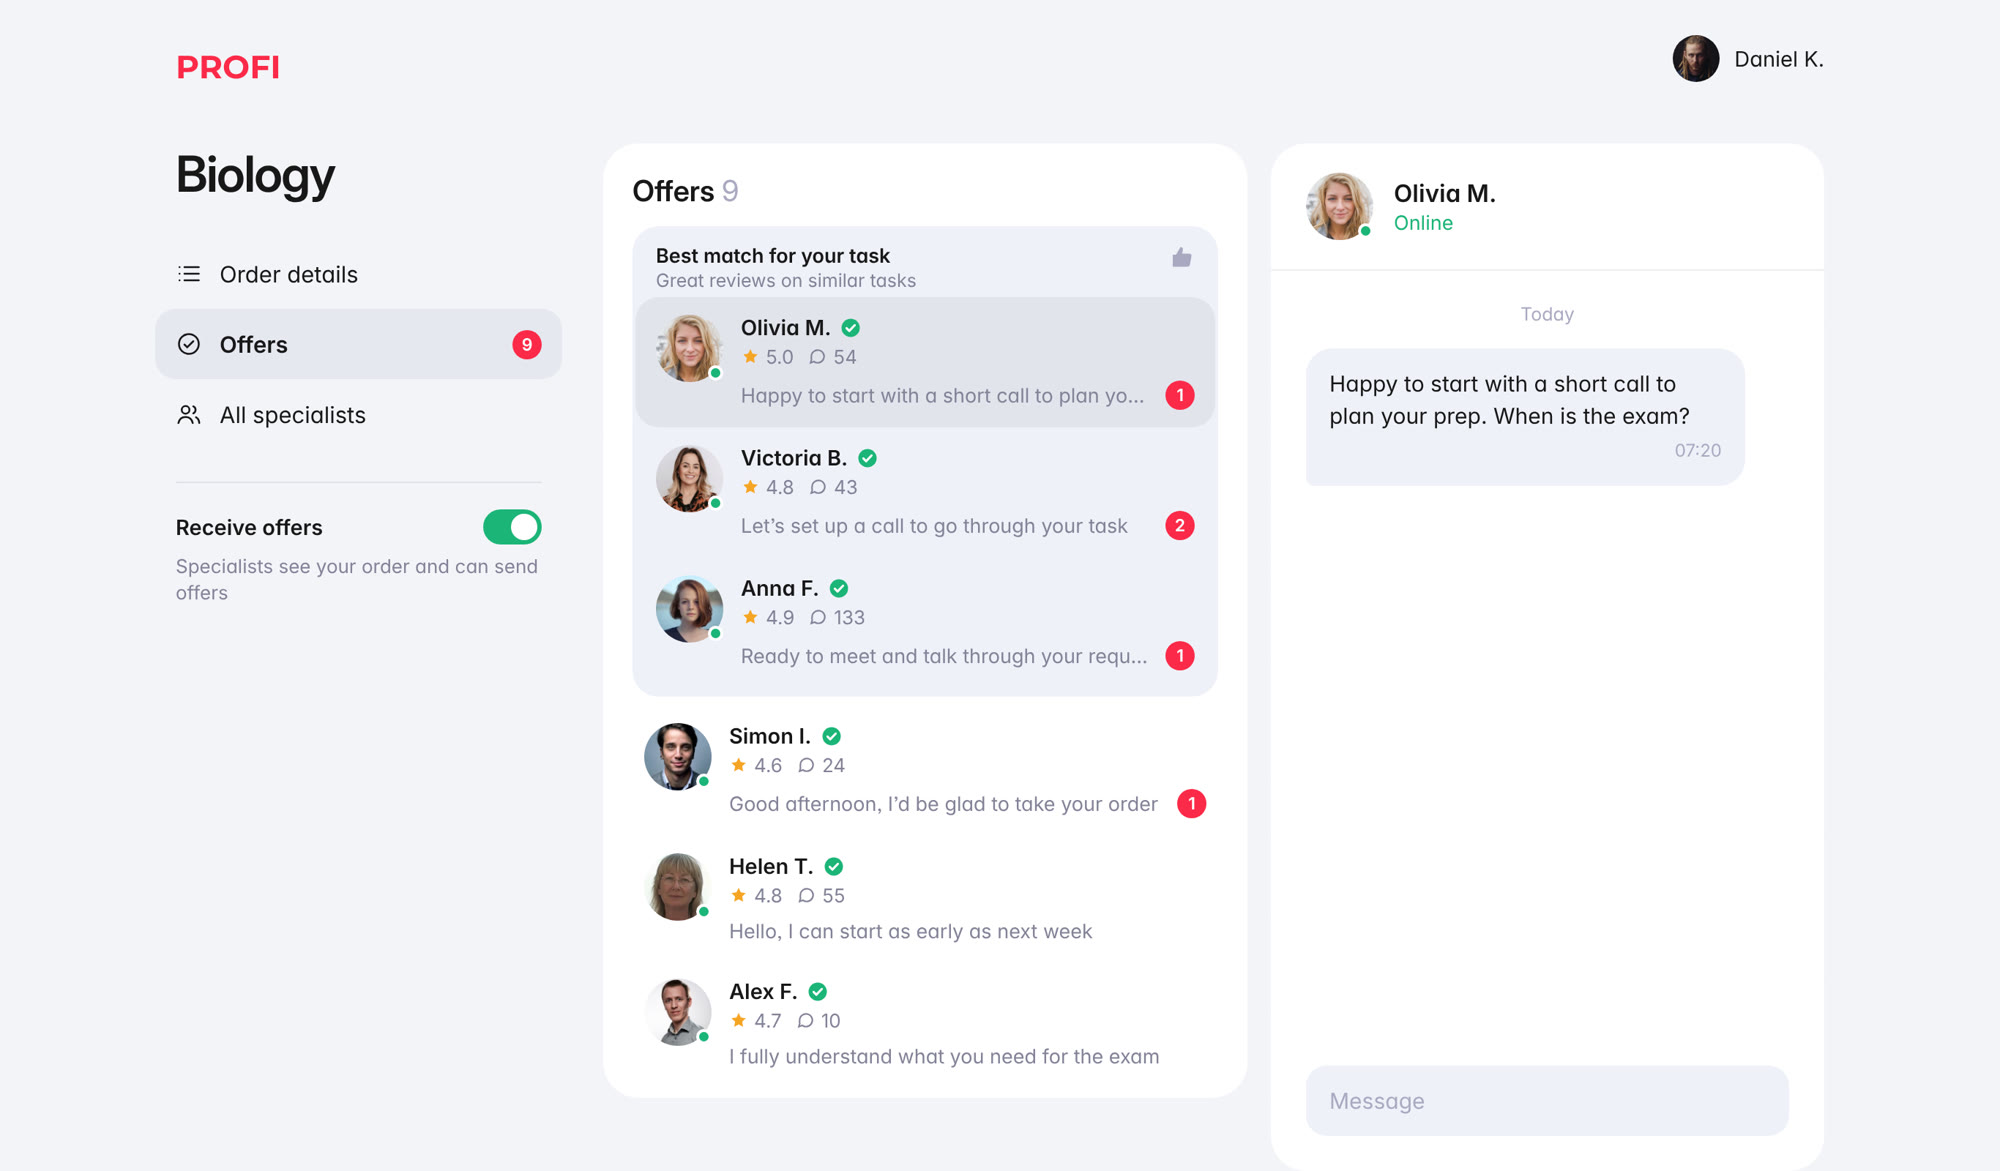 PROFI
Daniel K.
Biology
Order details
Offers
9
All specialists
Receive offers
Specialists see your order and can send
offers
Offers 9
Best match for your task
Great reviews on similar tasks
Olivia M.
5.0 54
Happy to start with a short call to plan yo...
1
Victoria B.
4.8 43
Let’s set up a call to go through your task
2
Anna F.
4.9 133
Ready to meet and talk through your requ...
1
Simon I.
4.6 24
Good afternoon, I’d be glad to take your order
1
Helen T.
4.8 55
Hello, I can start as early as next week
Alex F.
4.7 10
I fully understand what you need for the exam
Olivia M.
Online
Today
Happy to start with a short call to
plan your prep. When is the exam?
07:20
Message